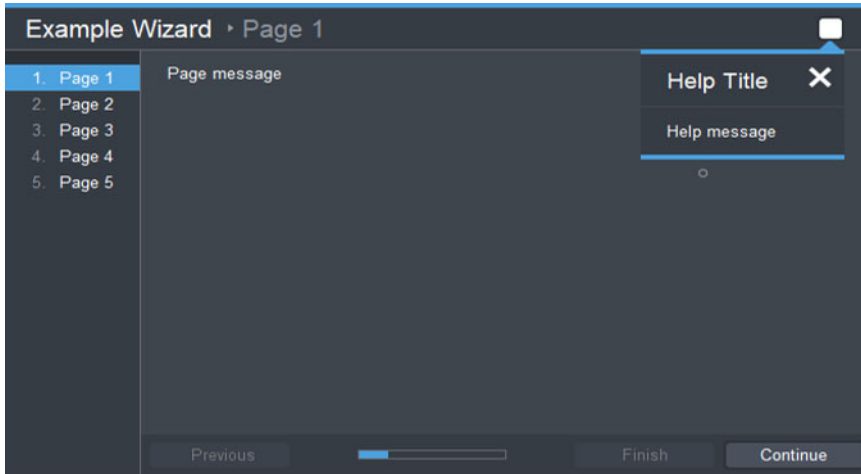 Example Wizard ‣ Page 1
1. Page 1
2. Page 2
3. Page 3
4. Page 4
5. Page 5
Page message
Help Title
Help message
Previous
Finish
Continue